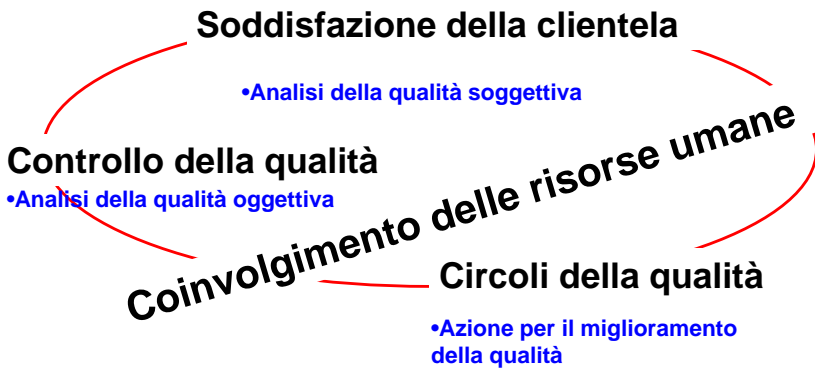 Soddisfazione della clientela
•Analisi della qualità soggettiva
Controllo della qualità
•Analisi della qualità oggettiva
Coinvolgimento delle risorse umane
Circoli della qualità
•Azione per il miglioramento
della qualità